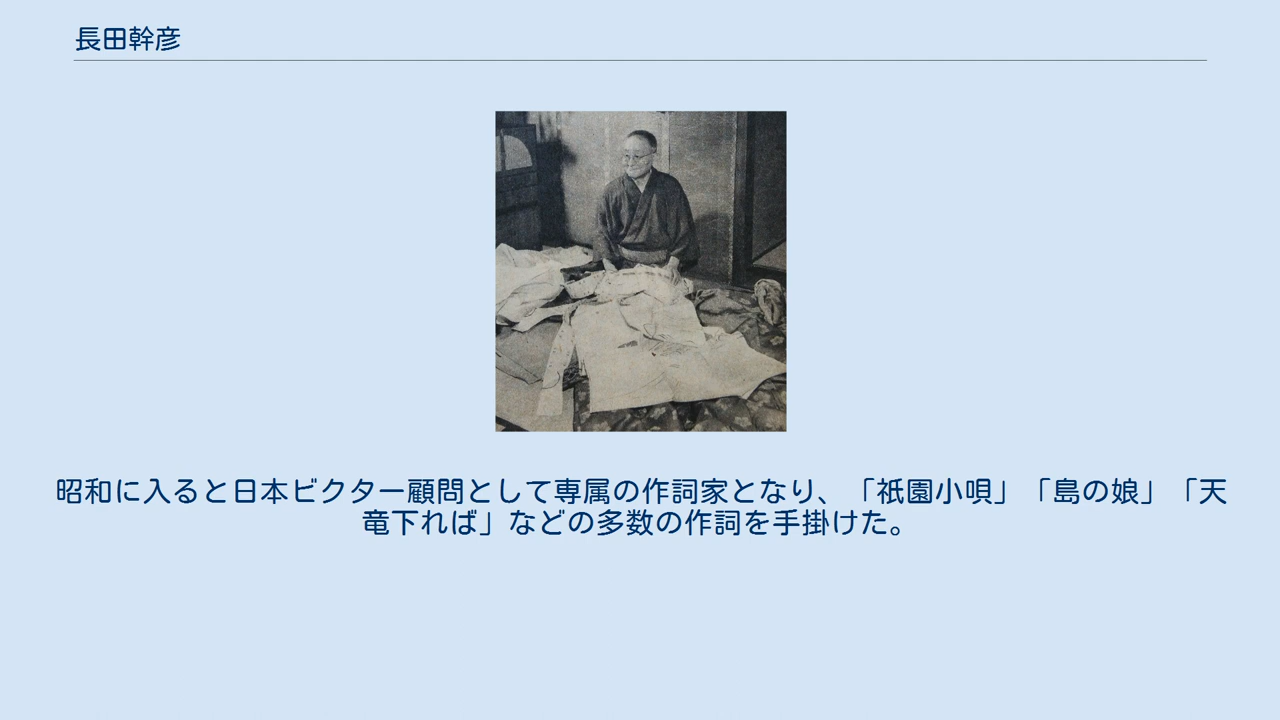 長田幹彦
昭和に入ると日本ビクター顧問として専属の作詞家となり、「祇園小唄」「島の娘」「天
竜下れば」などの多数の作詞を手掛けた。